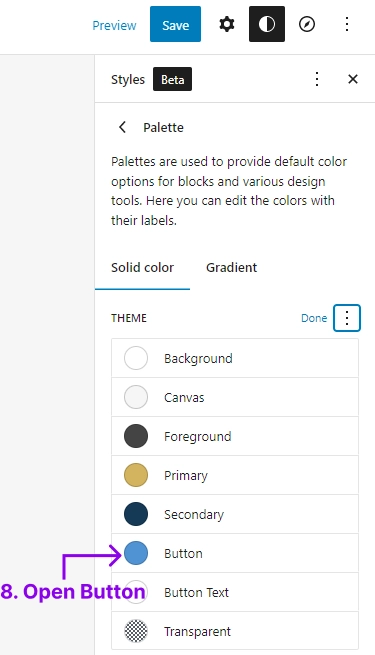 Preview Save
Styles Beta
Palette
Palettes are used to provide default color
options for blocks and various design
tools. Here you can edit the colors with
their labels.
Solid color Gradient
THEME Done
Background
Canvas
Foreground
Primary
Secondary
Button
8. Open Button
Button Text
Transparent